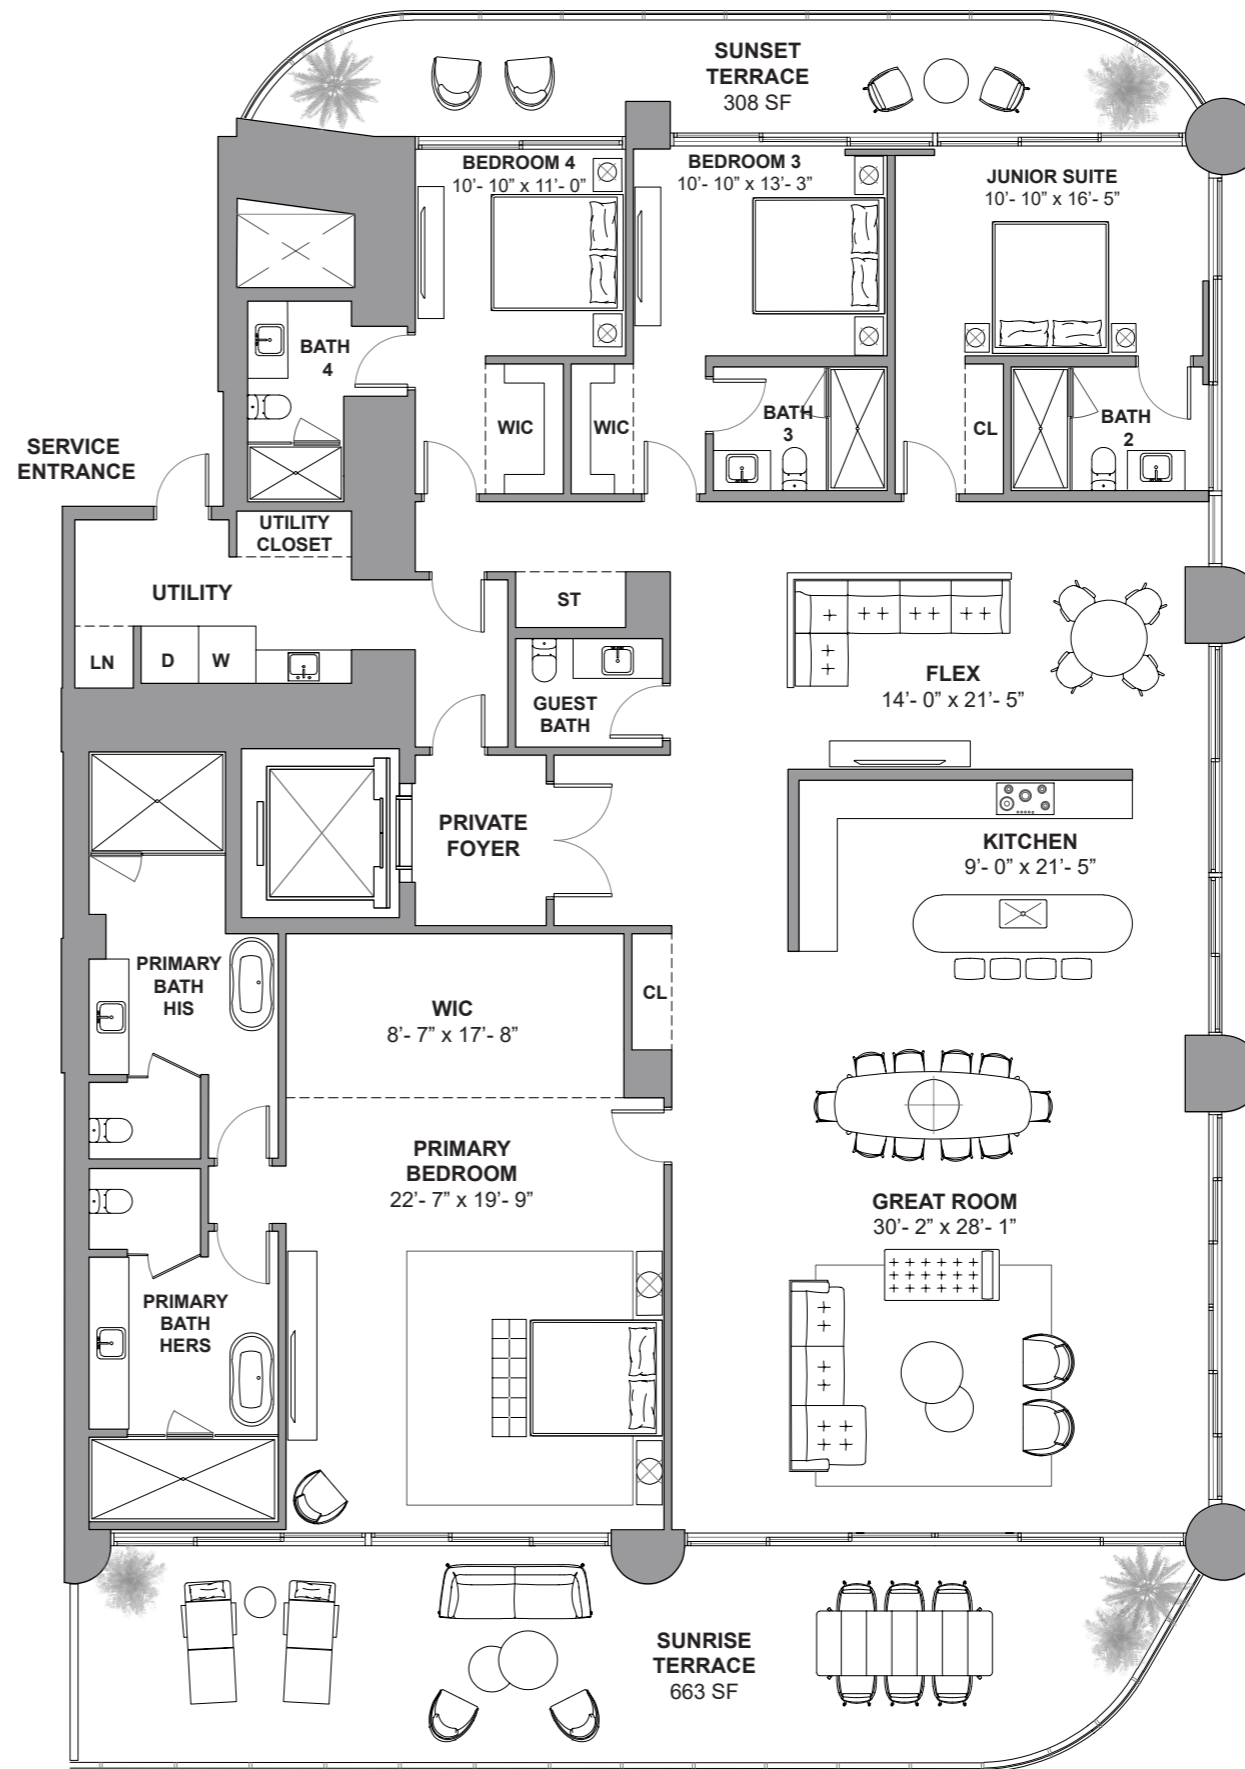 SUNSET
TERRACE
308 SF
BEDROOM 4
10'- 10" x 11'- 0"
BEDROOM 3
10'- 10" x 13'- 3"
JUNIOR SUITE
10'- 10" x 16'- 5"
BATH
4
WIC
WIC
BATH
3
CL
BATH
2
SERVICE
ENTRANCE
UTILITY
CLOSET
UTILITY
ST
LN
D
W
GUEST
BATH
FLEX
14'- 0" x 21'- 5"
PRIVATE
FOYER
KITCHEN
9'- 0" x 21'- 5"
PRIMARY
BATH
HIS
WIC
8'- 7" x 17'- 8"
CL
PRIMARY
BEDROOM
22'- 7" x 19'- 9"
GREAT ROOM
30'- 2" x 28'- 1"
PRIMARY
BATH
HERS
SUNRISE
TERRACE
663 SF